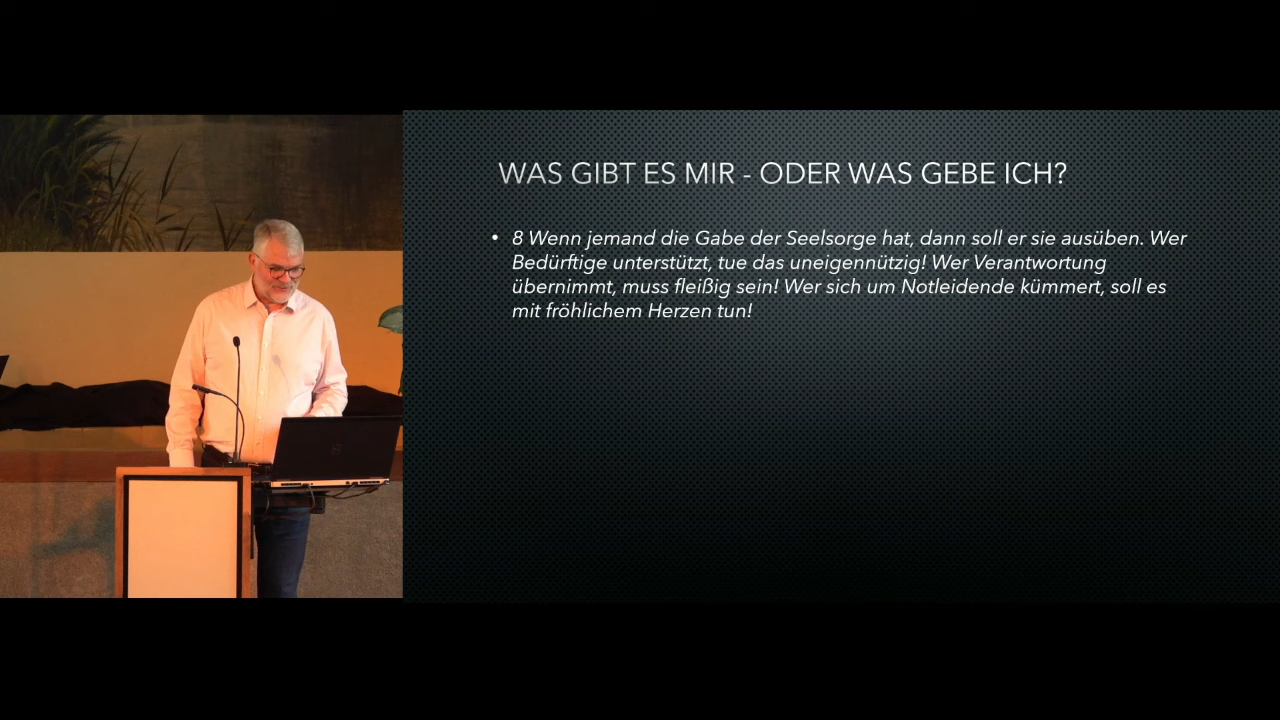 WAS GIBT ES MIR - ODER WAS GEBE ICH?
• 8 Wenn jemand die Gabe der Seelsorge hat, dann soll er sie ausüben. Wer
Bedürftige unterstützt, tue das uneigennützig! Wer Verantwortung
übernimmt, muss fleißig sein! Wer sich um Notleidende kümmert, soll es
mit fröhlichem Herzen tun!